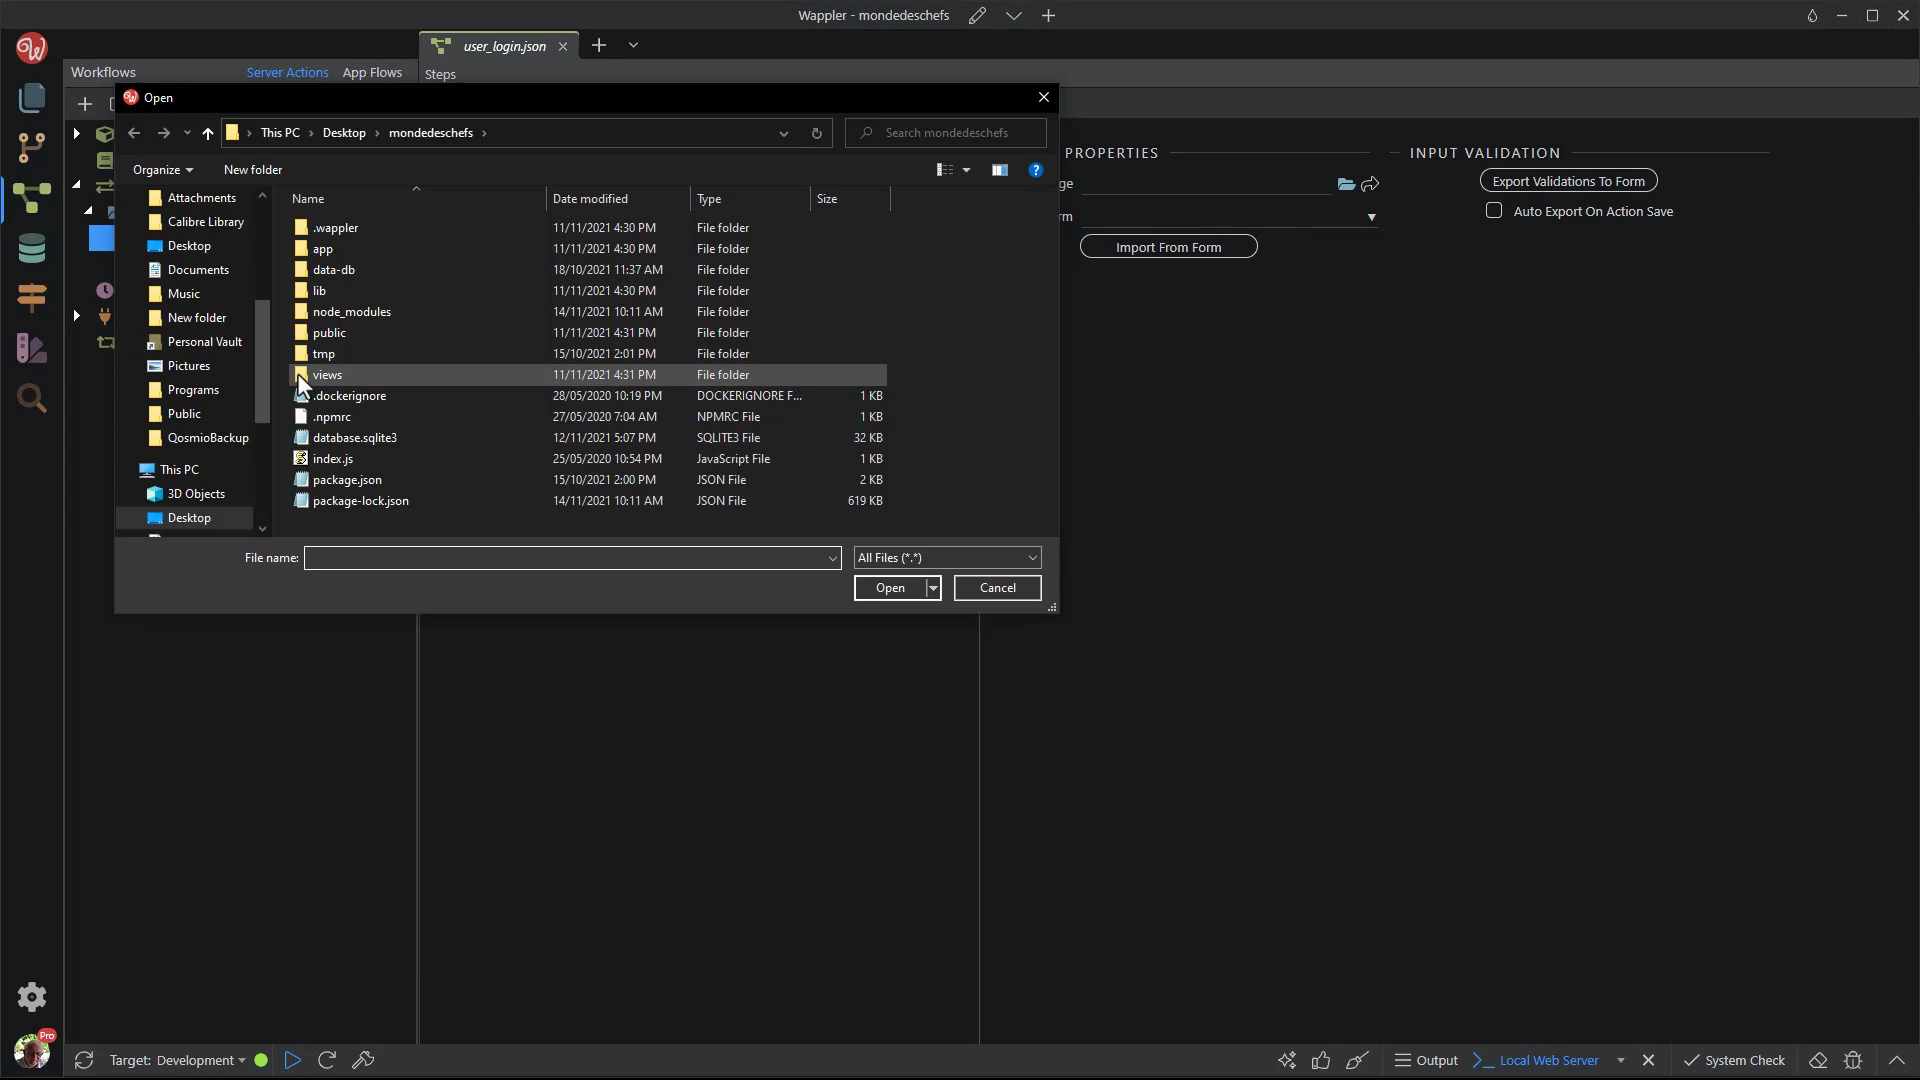 Wappler - mondedeschefs
user_login.json
Workflows
Server Actions
App Flows
Steps
Open
This PC
Desktop
mondedeschefs
Search mondedeschefs
Organize
New folder
Attachments
Calibre Library
Desktop
Documents
Music
New folder
Personal Vault
Pictures
Programs
Public
QosmioBackup
This PC
3D Objects
Desktop
Name Date modified Type Size
.wappler 11/11/2021 4:30 PM File folder
app 11/11/2021 4:30 PM File folder
data-db 18/10/2021 11:37 AM File folder
lib 11/11/2021 4:30 PM File folder
node_modules 14/11/2021 10:11 AM File folder
public 11/11/2021 4:31 PM File folder
tmp 15/10/2021 2:01 PM File folder
views 11/11/2021 4:31 PM File folder
.dockerignore 28/05/2020 10:19 PM DOCKERIGNORE F... 1 KB
.npmrc 27/05/2020 7:04 AM NPMRC File 1 KB
database.sqlite3 12/11/2021 5:07 PM SQLITE3 File 32 KB
index.js 25/05/2020 10:54 PM JavaScript File 1 KB
package.json 15/10/2021 2:00 PM JSON File 2 KB
package-lock.json 14/11/2021 10:11 AM JSON File 619 KB
File name:
All Files (*.*)
Open
Cancel
PROPERTIES
ge
rm
Import From Form
INPUT VALIDATION
Export Validations To Form
Auto Export On Action Save
Pro
Target: Development
Output
Local Web Server
System Check